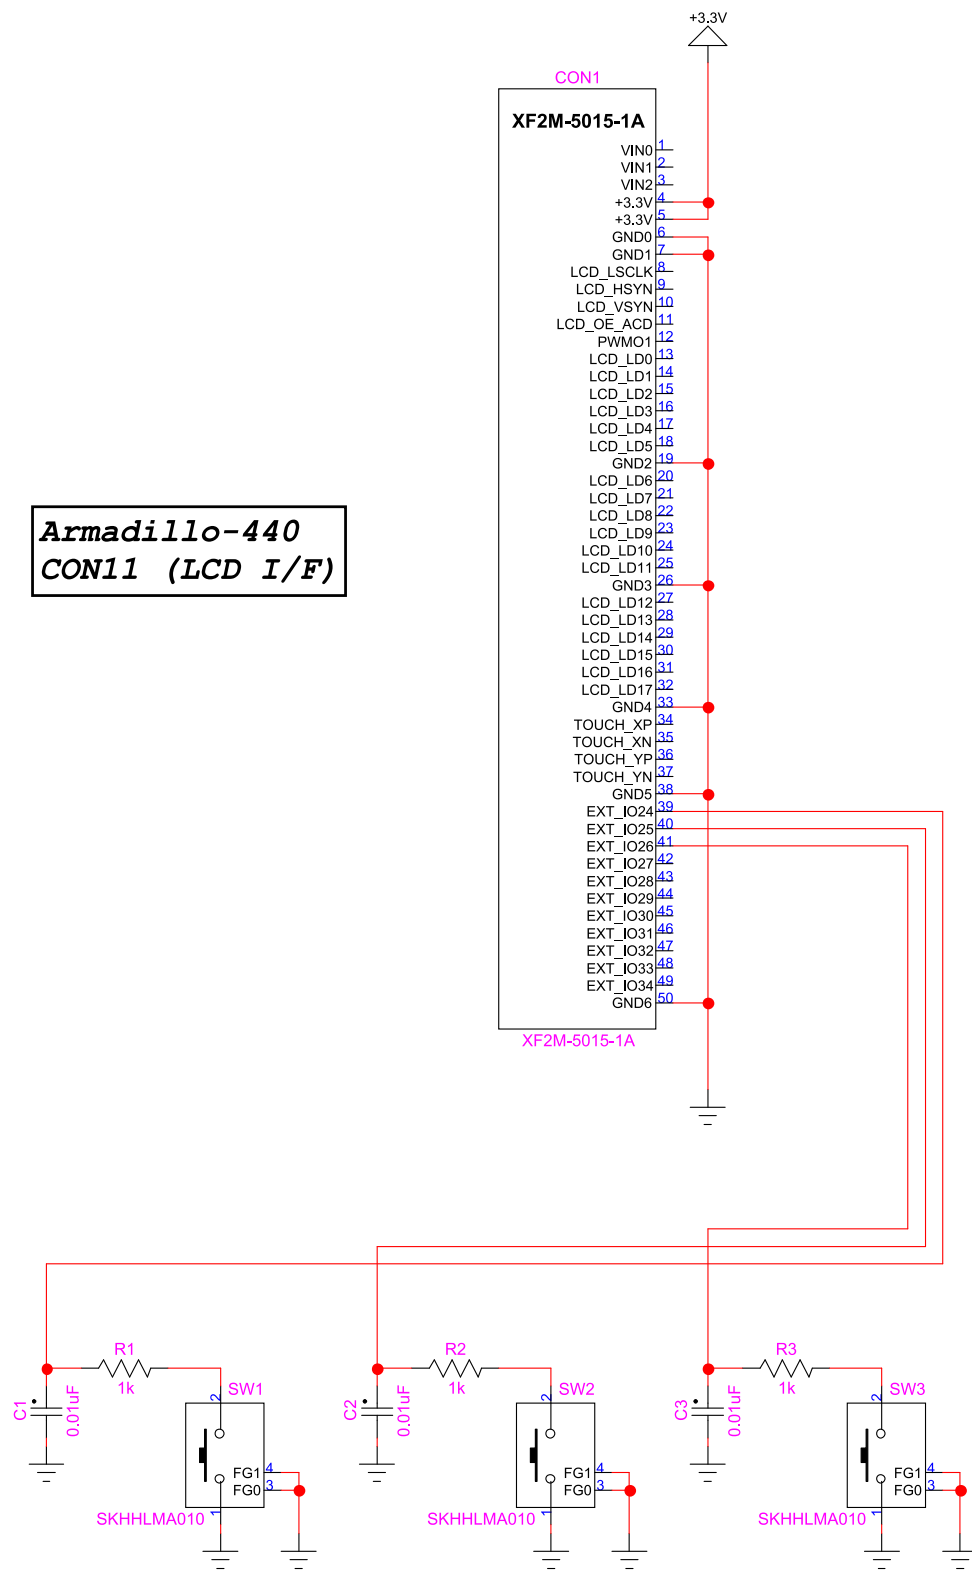 +3.3V
CON1
XF2M-5015-1A
VIN0 1
VIN1 2
VIN2 3
+3.3V 4
+3.3V 5
GND0 6
GND1 7
LCD_LSCLK 8
LCD_HSYN 9
LCD_VSYN 10
LCD_OE_ACD 11
PWMO1 12
LCD_LD0 13
LCD_LD1 14
LCD_LD2 15
LCD_LD3 16
LCD_LD4 17
LCD_LD5 18
GND2 19
LCD_LD6 20
LCD_LD7 21
LCD_LD8 22
LCD_LD9 23
LCD_LD10 24
LCD_LD11 25
GND3 26
LCD_LD12 27
LCD_LD13 28
LCD_LD14 29
LCD_LD15 30
LCD_LD16 31
LCD_LD17 32
GND4 33
TOUCH_XP 34
TOUCH_XN 35
TOUCH_YP 36
TOUCH_YN 37
GND5 38
EXT_IO24 39
EXT_IO25 40
EXT_IO26 41
EXT_IO27 42
EXT_IO28 43
EXT_IO29 44
EXT_IO30 45
EXT_IO31 46
EXT_IO32 47
EXT_IO33 48
EXT_IO34 49
GND6 50
XF2M-5015-1A
Armadillo-440
CON11 (LCD I/F)
R1
1k
C1
0.01uF
SW1
2
FG1 4
FG0 3
1
SKHHLMA010
R2
1k
C2
0.01uF
SW2
2
FG1 4
FG0 3
1
SKHHLMA010
R3
1k
C3
0.01uF
SW3
2
FG1 4
FG0 3
1
SKHHLMA010